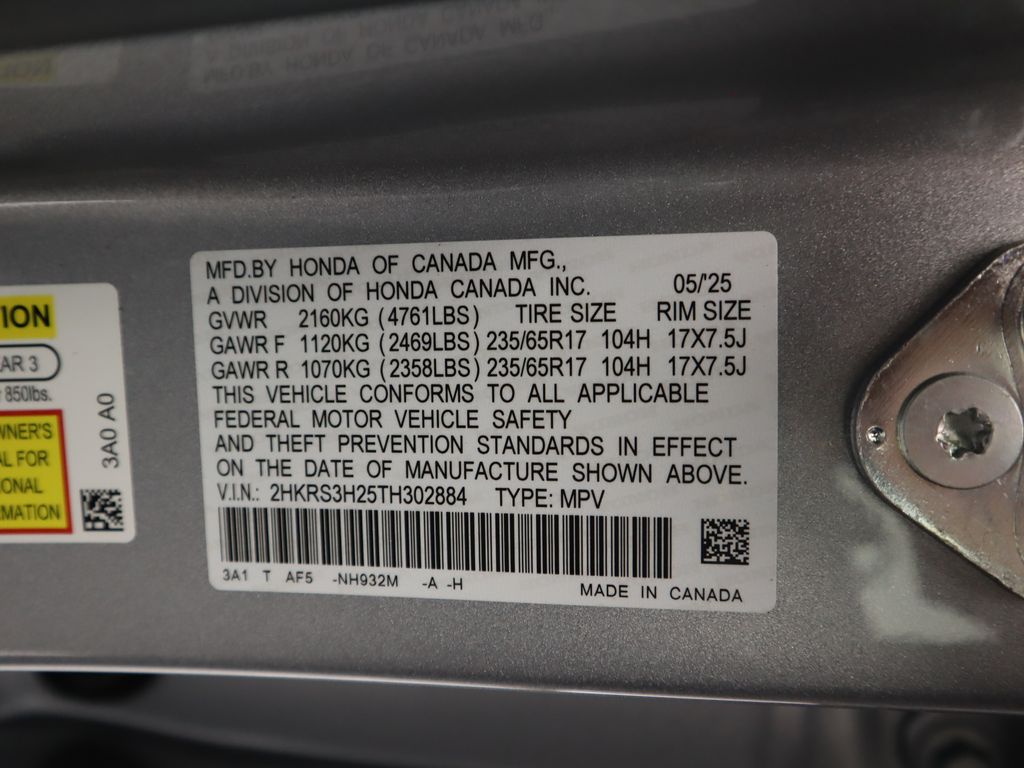 MFD.BY HONDA OF CANADA MFG.,
A DIVISION OF HONDA CANADA INC. 05/'25
GVWR 2160KG (4761LBS) TIRE SIZE RIM SIZE
GAWR F 1120KG (2469LBS) 235/65R17 104H 17X7.5J
GAWR R 1070KG (2358LBS) 235/65R17 104H 17X7.5J
THIS VEHICLE CONFORMS TO ALL APPLICABLE
FEDERAL MOTOR VEHICLE SAFETY
AND THEFT PREVENTION STANDARDS IN EFFECT
ON THE DATE OF MANUFACTURE SHOWN ABOVE.
V.I.N.: 2HKRS3H25TH302884 TYPE: MPV
3A1 T AF5 -NH932M -A -H
MADE IN CANADA
ION
AR 3
850lbs.
WNER'S
AL FOR
IONAL
RMATION
3A0 A0